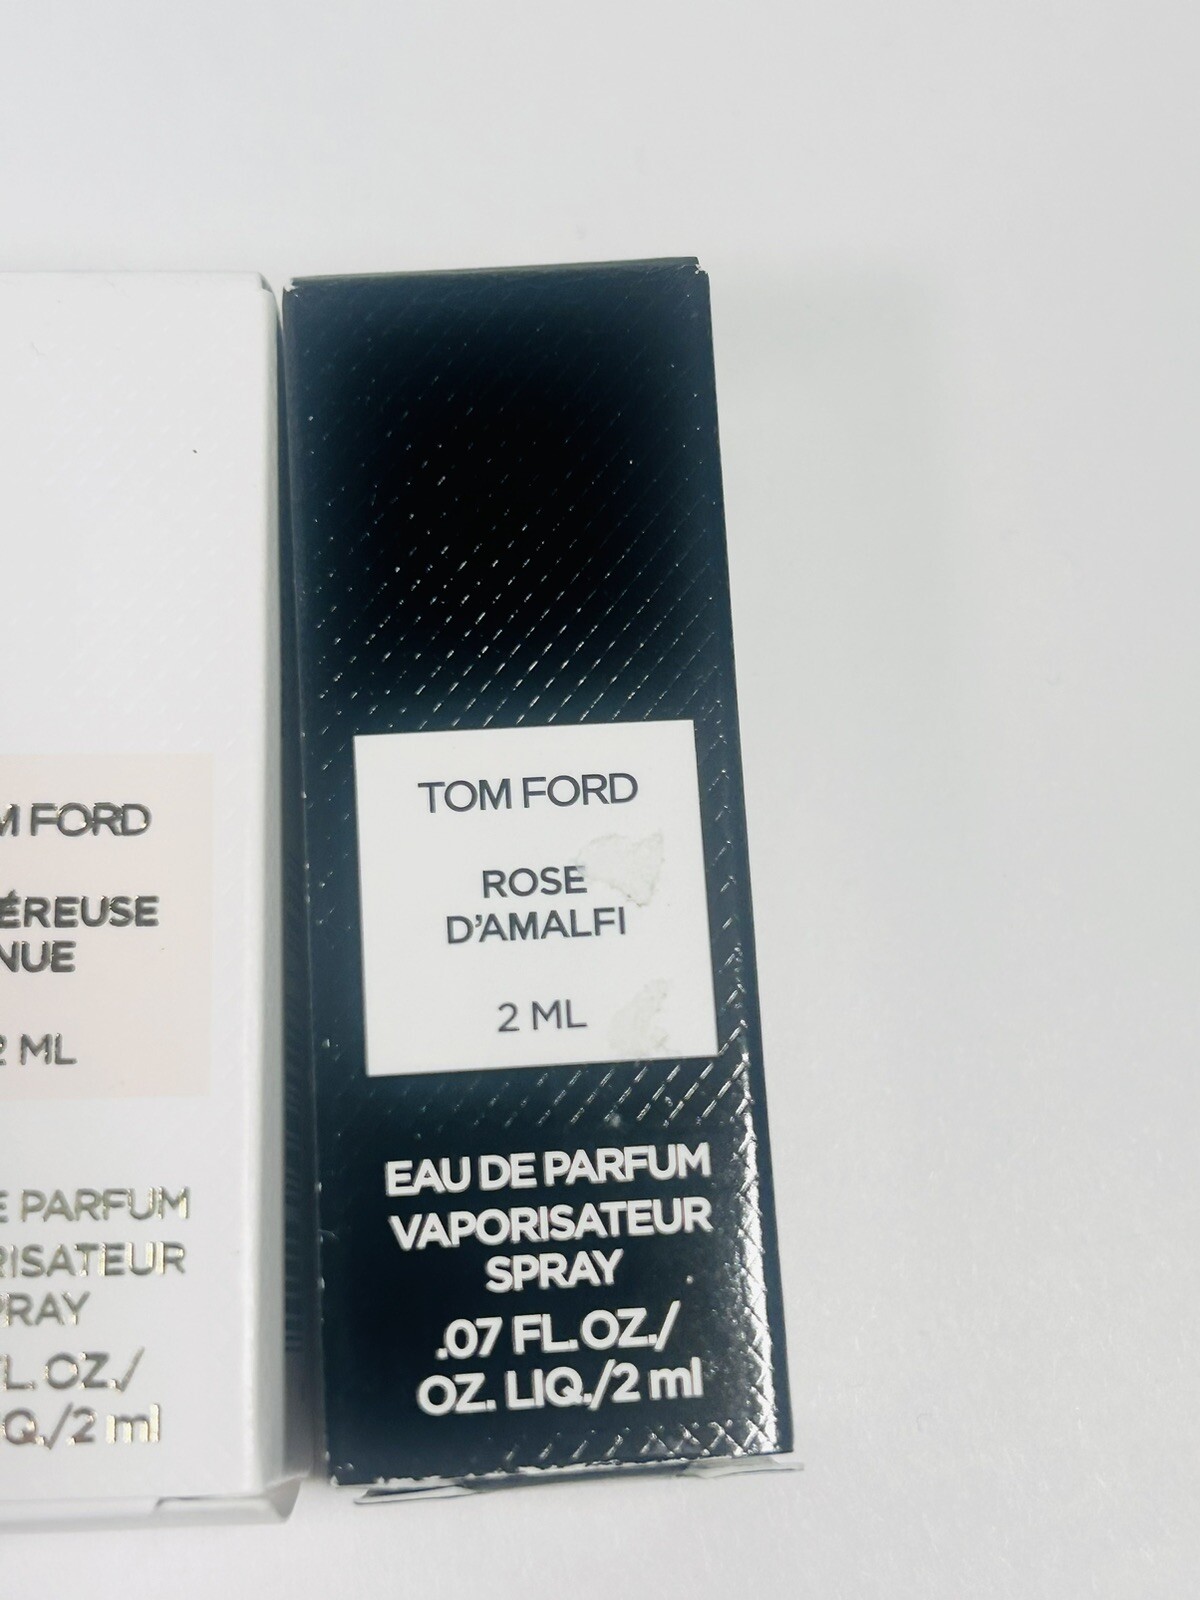 M FORD
ÉREUSE
NUE
2 ML
E PARFUM
RISATEUR
PRAY
L.OZ./
Q./2 ml
TOM FORD
ROSE
D'AMALFI
2 ML
EAU DE PARFUM
VAPORISATEUR
SPRAY
.07 FL.OZ./
OZ. LIQ./2 ml